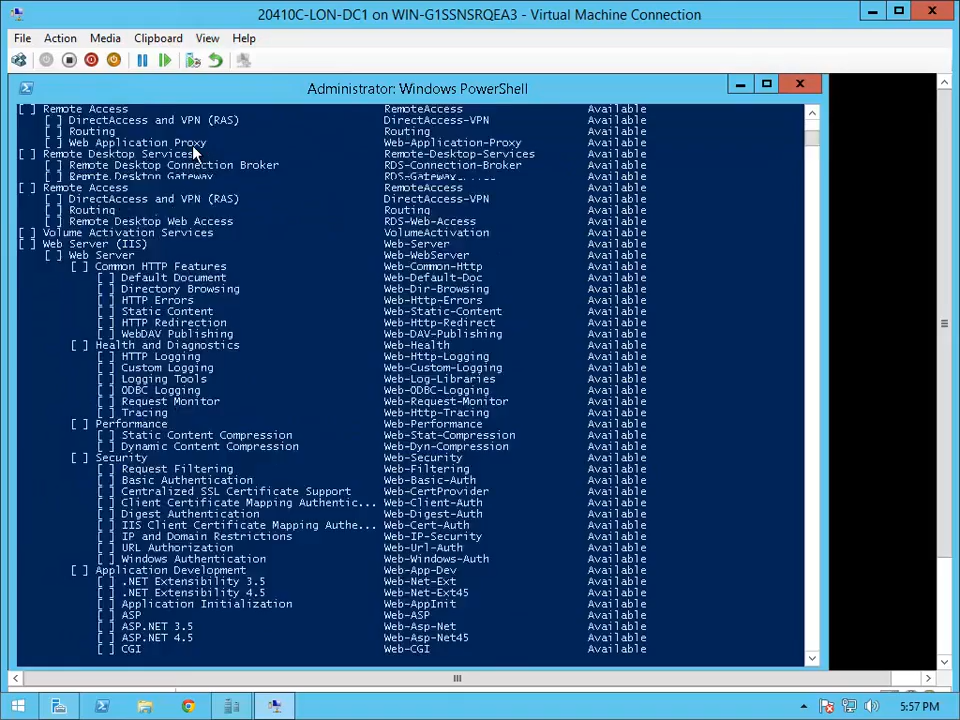 20410C-LON-DC1 on WIN-G1SSNSRQEA3 - Virtual Machine Connection
File Action Media Clipboard View Help
Administrator: Windows PowerShell
[ ] Remote Access RemoteAccess Available
[ ] DirectAccess and VPN (RAS) DirectAccess-VPN Available
[ ] Routing Routing Available
[ ] Web Application Proxy Web-Application-Proxy Available
[ ] Remote Desktop Services Remote-Desktop-Services Available
[ ] Remote Desktop Connection Broker RDS-Connection-Broker Available
[ ] Remote Desktop Gateway RDS-Gateway Available
[ ] Remote Access RemoteAccess Available
[ ] DirectAccess and VPN (RAS) DirectAccess-VPN Available
[ ] Routing Routing Available
[ ] Remote Desktop Web Access RDS-Web-Access Available
[ ] Volume Activation Services VolumeActivation Available
[ ] Web Server (IIS) Web-Server Available
[ ] Web Server Web-WebServer Available
[ ] Common HTTP Features Web-Common-Http Available
[ ] Default Document Web-Default-Doc Available
[ ] Directory Browsing Web-Dir-Browsing Available
[ ] HTTP Errors Web-Http-Errors Available
[ ] Static Content Web-Static-Content Available
[ ] HTTP Redirection Web-Http-Redirect Available
[ ] WebDAV Publishing Web-DAV-Publishing Available
[ ] Health and Diagnostics Web-Health Available
[ ] HTTP Logging Web-Http-Logging Available
[ ] Custom Logging Web-Custom-Logging Available
[ ] Logging Tools Web-Log-Libraries Available
[ ] ODBC Logging Web-ODBC-Logging Available
[ ] Request Monitor Web-Request-Monitor Available
[ ] Tracing Web-Http-Tracing Available
[ ] Performance Web-Performance Available
[ ] Static Content Compression Web-Stat-Compression Available
[ ] Dynamic Content Compression Web-Dyn-Compression Available
[ ] Security Web-Security Available
[ ] Request Filtering Web-Filtering Available
[ ] Basic Authentication Web-Basic-Auth Available
[ ] Centralized SSL Certificate Support Web-CertProvider Available
[ ] Client Certificate Mapping Authentic... Web-Client-Auth Available
[ ] Digest Authentication Web-Digest-Auth Available
[ ] IIS Client Certificate Mapping Authe... Web-Cert-Auth Available
[ ] IP and Domain Restrictions Web-IP-Security Available
[ ] URL Authorization Web-Url-Auth Available
[ ] Windows Authentication Web-Windows-Auth Available
[ ] Application Development Web-App-Dev Available
[ ] .NET Extensibility 3.5 Web-Net-Ext Available
[ ] .NET Extensibility 4.5 Web-Net-Ext45 Available
[ ] Application Initialization Web-AppInit Available
[ ] ASP Web-ASP Available
[ ] ASP.NET 3.5 Web-Asp-Net Available
[ ] ASP.NET 4.5 Web-Asp-Net45 Available
[ ] CGI Web-CGI Available
5:57 PM